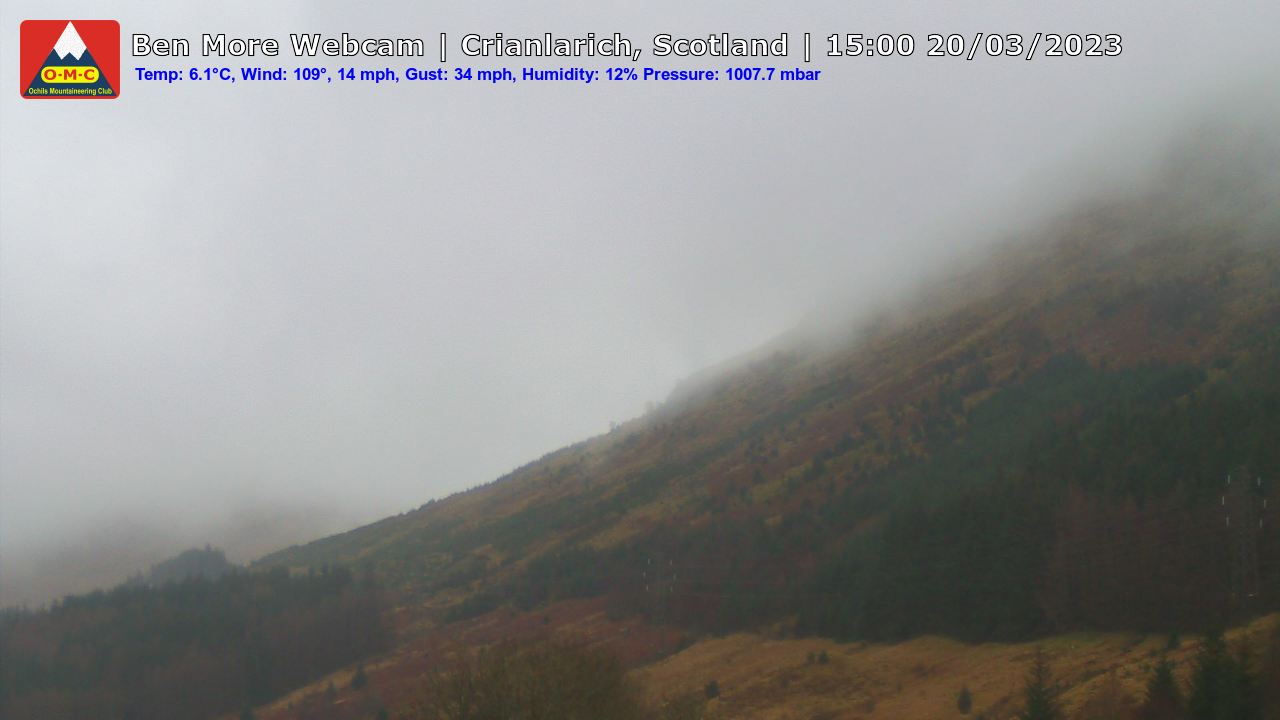 Ben More Webcam | Crianlarich, Scotland | 15:00 20/03/2023
Temp: 6.1°C, Wind: 109°, 14 mph, Gust: 34 mph, Humidity: 12% Pressure: 1007.7 mbar
O-M-C
Ochils Mountaineering Club